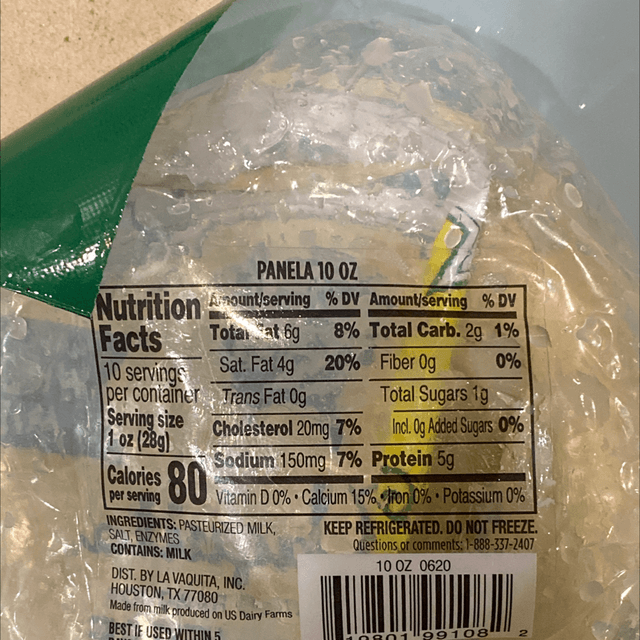 PANELA 10 OZ
Nutrition Facts
10 servings per container
Serving size
1 oz (28g)
Calories per serving 80
Amount/serving % DV
Total Fat 6g 8%
Sat. Fat 4g 20%
Trans Fat 0g
Cholesterol 20mg 7%
Sodium 150mg 7%
Amount/serving % DV
Total Carb. 2g 1%
Fiber 0g 0%
Total Sugars 1g
Incl. 0g Added Sugars 0%
Protein 5g
Vitamin D 0% • Calcium 15% • Iron 0% • Potassium 0%
INGREDIENTS: PASTEURIZED MILK,
SALT, ENZYMES
CONTAINS: MILK
KEEP REFRIGERATED. DO NOT FREEZE.
Questions or comments: 1-888-337-2407
DIST. BY LA VAQUITA, INC.
HOUSTON, TX 77080
Made from milk produced on US Dairy Farms
BEST IF USED WITHIN 5
10 OZ 0620
10801 99108 2